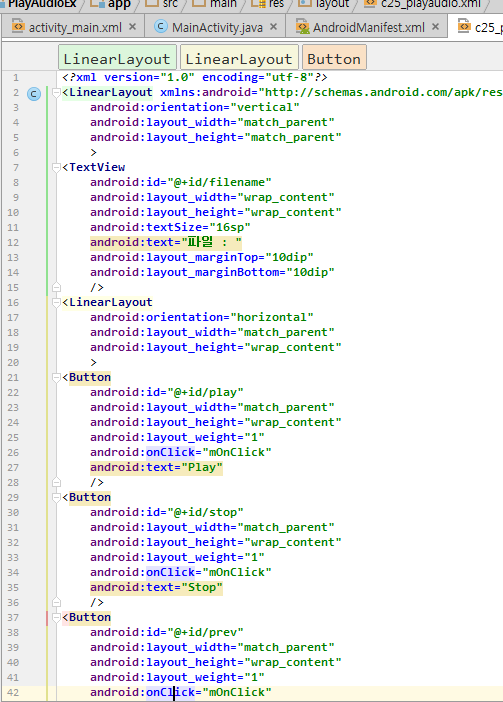 PlayAudioEx app src main res layout c25_playaudio.xml
activity_main.xml × MainActivity.java × AndroidManifest.xml × c25_p
LinearLayout LinearLayout Button
1 <?xml version="1.0" encoding="utf-8"?>
2 <LinearLayout xmlns:android="http://schemas.android.com/apk/res
3 android:orientation="vertical"
4 android:layout_width="match_parent"
5 android:layout_height="match_parent"
6 >
7 <TextView
8 android:id="@+id/filename"
9 android:layout_width="wrap_content"
10 android:layout_height="wrap_content"
11 android:textSize="16sp"
12 android:text="파일 : "
13 android:layout_marginTop="10dip"
14 android:layout_marginBottom="10dip"
15 />
16 <LinearLayout
17 android:orientation="horizontal"
18 android:layout_width="match_parent"
19 android:layout_height="wrap_content"
20 >
21 <Button
22 android:id="@+id/play"
23 android:layout_width="match_parent"
24 android:layout_height="wrap_content"
25 android:layout_weight="1"
26 android:onClick="mOnClick"
27 android:text="Play"
28 />
29 <Button
30 android:id="@+id/stop"
31 android:layout_width="match_parent"
32 android:layout_height="wrap_content"
33 android:layout_weight="1"
34 android:onClick="mOnClick"
35 android:text="Stop"
36 />
37 <Button
38 android:id="@+id/prev"
39 android:layout_width="match_parent"
40 android:layout_height="wrap_content"
41 android:layout_weight="1"
42 android:onClick="mOnClick"